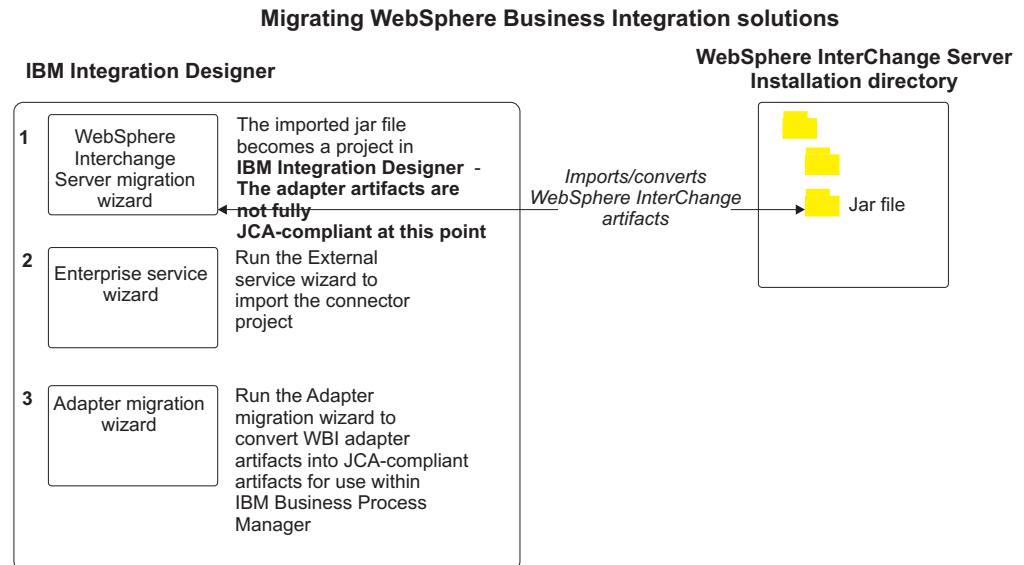 Migrating WebSphere Business Integration solutions
IBM Integration Designer
WebSphere InterChange Server
Installation directory
1
WebSphere
Interchange
Server migration
wizard
The imported jar file
becomes a project in
IBM Integration Designer -
The adapter artifacts are
not fully
JCA-compliant at this point
Imports/converts
WebSphere InterChange
artifacts
Jar file
2
Enterprise service
wizard
Run the External
service wizard to
import the connector
project
3
Adapter migration
wizard
Run the Adapter
migration wizard to
convert WBI adapter
artifacts into JCA-compliant
artifacts for use within
IBM Business Process
Manager